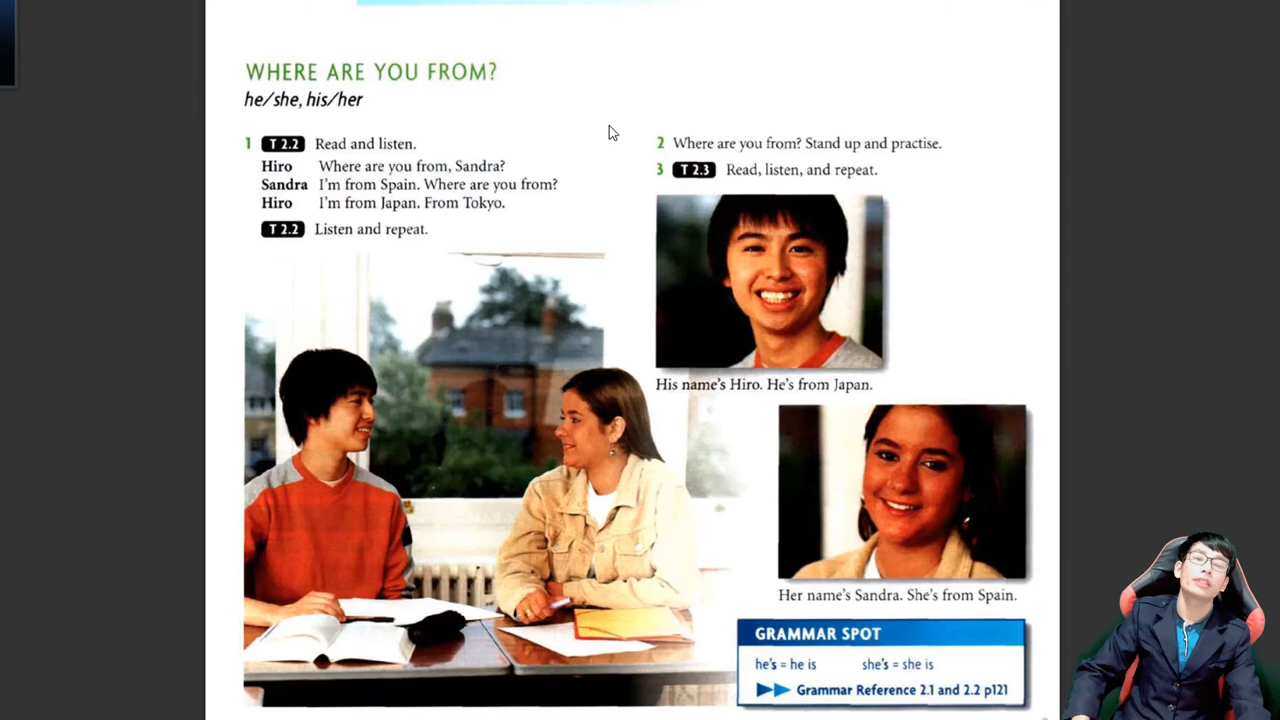 WHERE ARE YOU FROM?
he/she, his/her
1 T 2.2 Read and listen.
Hiro Where are you from, Sandra?
Sandra I'm from Spain. Where are you from?
Hiro I'm from Japan. From Tokyo.
T 2.2 Listen and repeat.
2 Where are you from? Stand up and practise.
3 T 2.3 Read, listen, and repeat.
His name's Hiro. He's from Japan.
Her name's Sandra. She's from Spain.
GRAMMAR SPOT
he's = he is she's = she is
Grammar Reference 2.1 and 2.2 p121